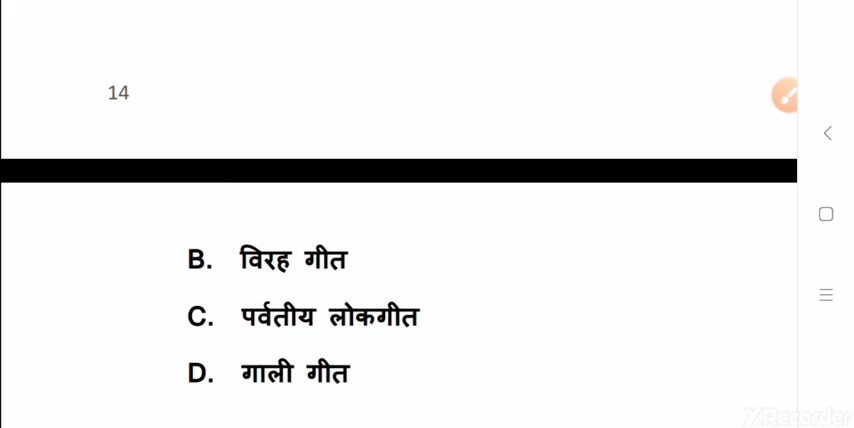 14
B. विरह गीत
C. पर्वतीय लोकगीत
D. गाली गीत
XRecorder